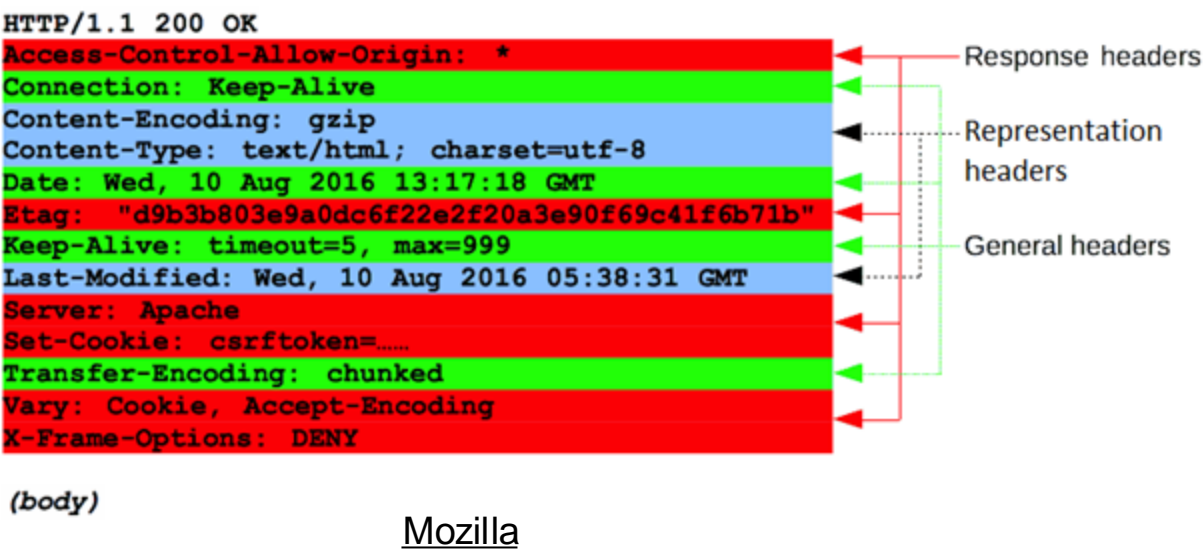 HTTP/1.1 200 OK
Access-Control-Allow-Origin: *
Connection: Keep-Alive
Content-Encoding: gzip
Content-Type: text/html; charset=utf-8
Date: Wed, 10 Aug 2016 13:17:18 GMT
Etag: "d9b3b803e9a0dc6f22e2f20a3e90f69c41f6b71b"
Keep-Alive: timeout=5, max=999
Last-Modified: Wed, 10 Aug 2016 05:38:31 GMT
Server: Apache
Set-Cookie: csrftoken=……
Transfer-Encoding: chunked
Vary: Cookie, Accept-Encoding
X-Frame-Options: DENY
(body)
Response headers
Representation
headers
General headers
Mozilla